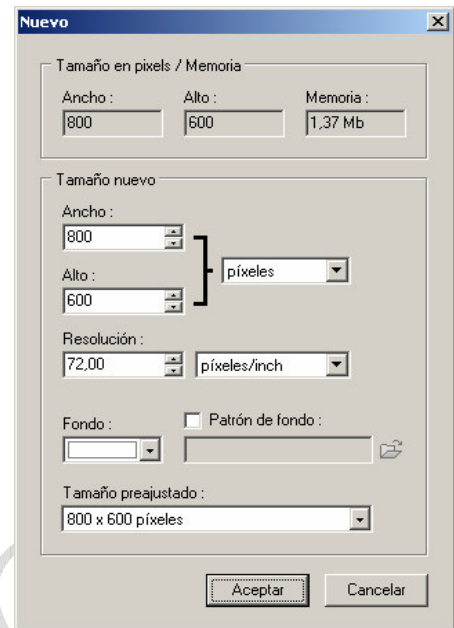 Nuevo
Tamaño en pixels / Memoria
Ancho : Alto : Memoria :
800 600 1,37 Mb
Tamaño nuevo
Ancho :
800
píxeles
Alto :
600
Resolución :
72,00 píxeles/inch
Fondo : Patrón de fondo :
Tamaño preajustado :
800 x 600 píxeles
Aceptar Cancelar